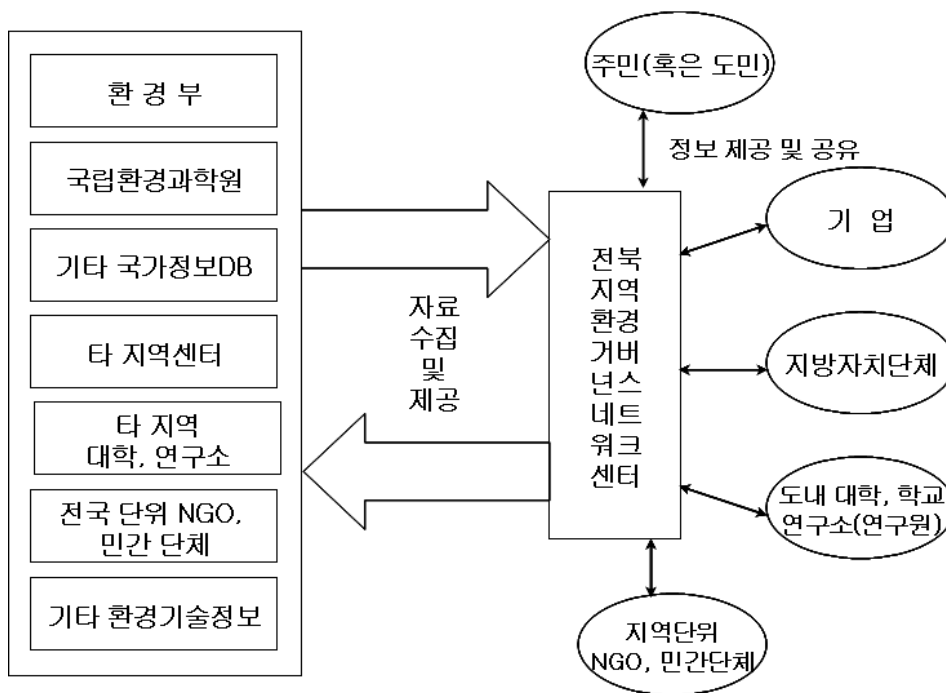 환 경 부
국립환경과학원
기타 국가정보DB
타 지역센터
타 지역
대학, 연구소
전국 단위 NGO,
민간 단체
기타 환경기술정보
자료
수집
및
제공
전북
지역
환경
거버
넌스
네트
워크
센터
주민(혹은 도민)
정보 제공 및 공유
기 업
지방자치단체
도내 대학, 학교
연구소(연구원)
지역단위
NGO, 민간단체